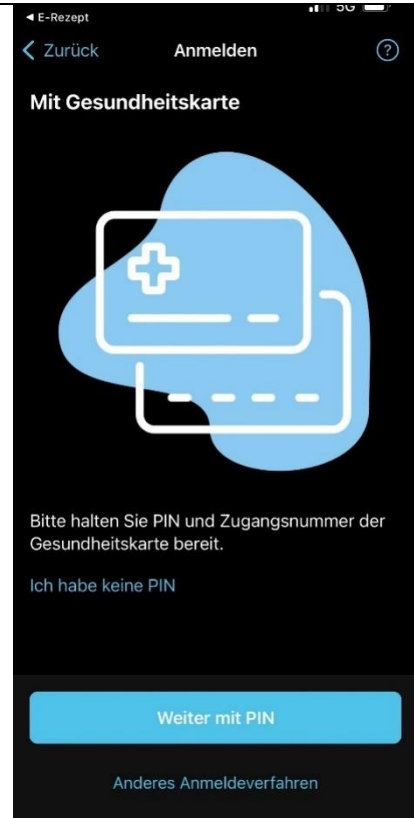 ◀ E-Rezept
5G
Zurück
Anmelden
?
Mit Gesundheitskarte
Bitte halten Sie PIN und Zugangsnummer der
Gesundheitskarte bereit.
Ich habe keine PIN
Weiter mit PIN
Anderes Anmeldeverfahren